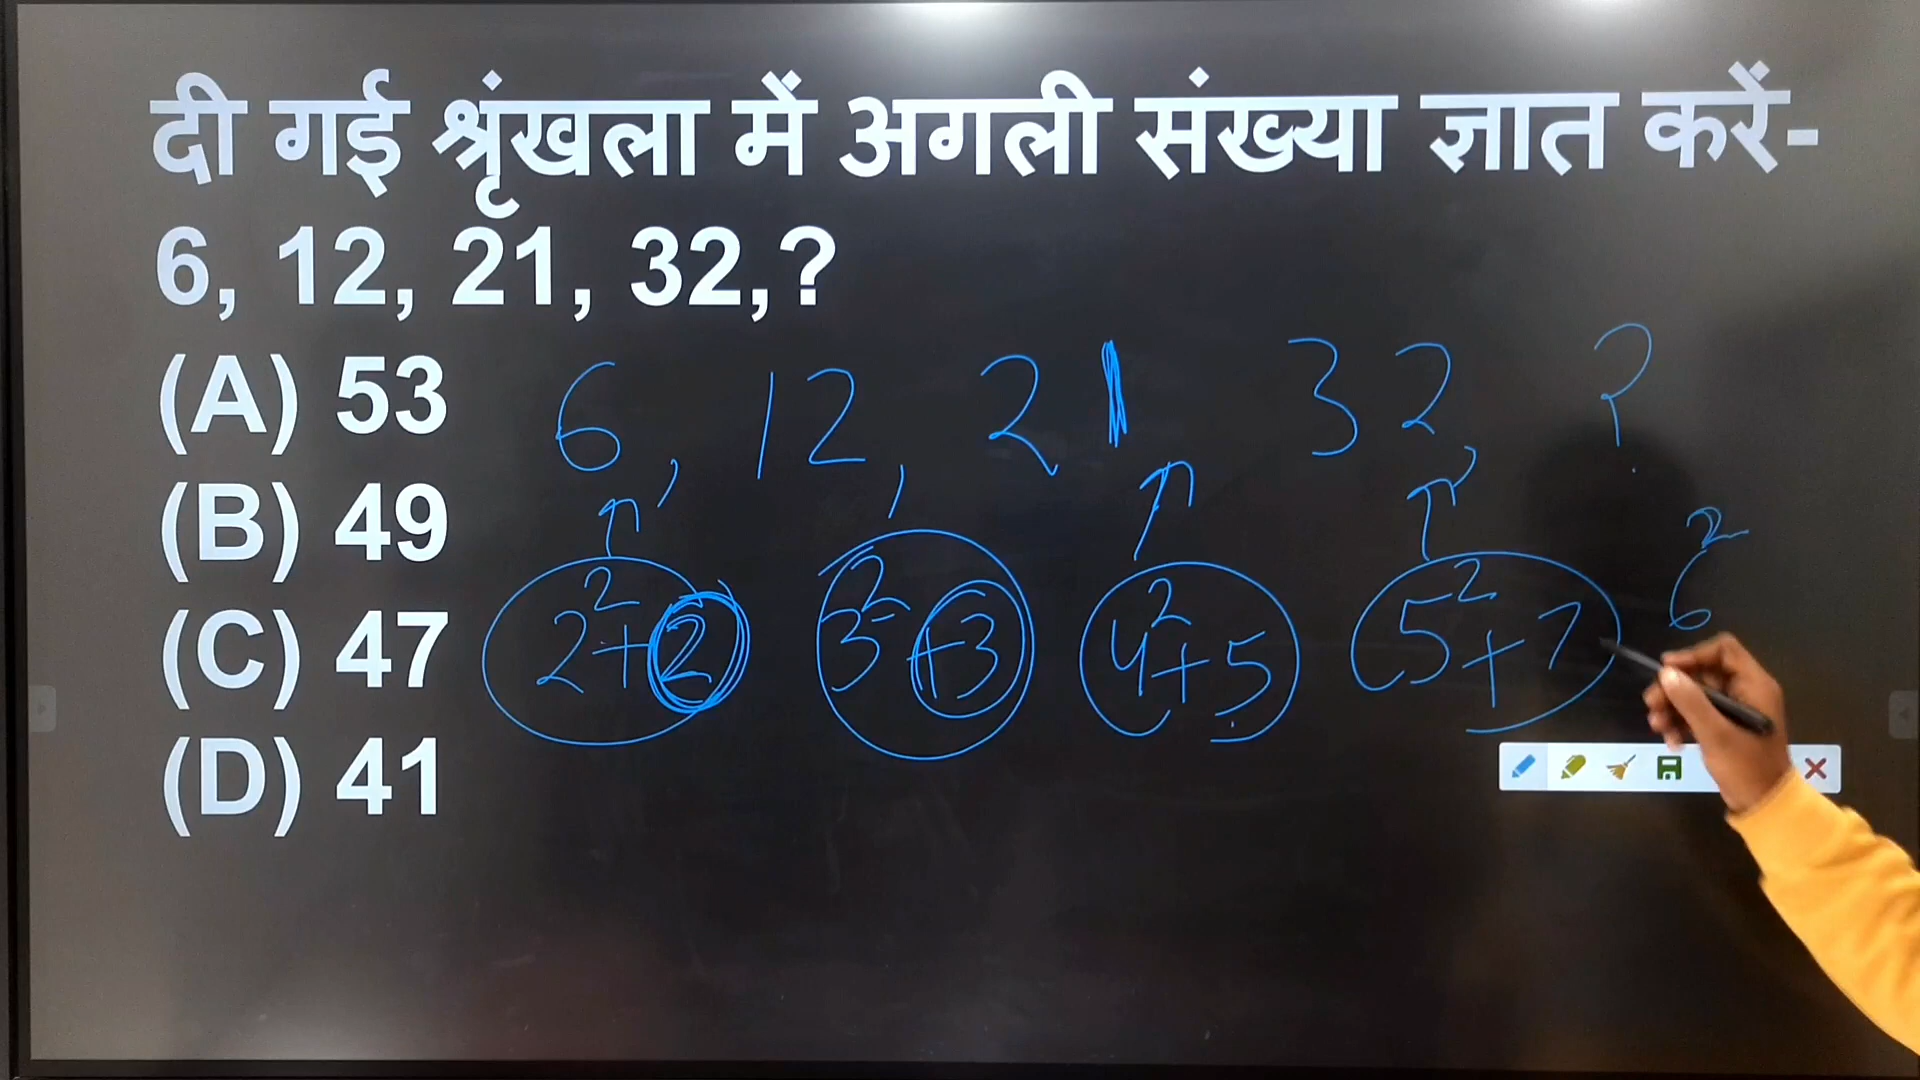 दी गई श्रृंखला में अगली संख्या ज्ञात करें-
6, 12, 21, 32,?
(A) 53
(B) 49
(C) 47
(D) 41
6, 12, 21 32, ?
2²+2 3²+3 4²+5 5²+7 6²